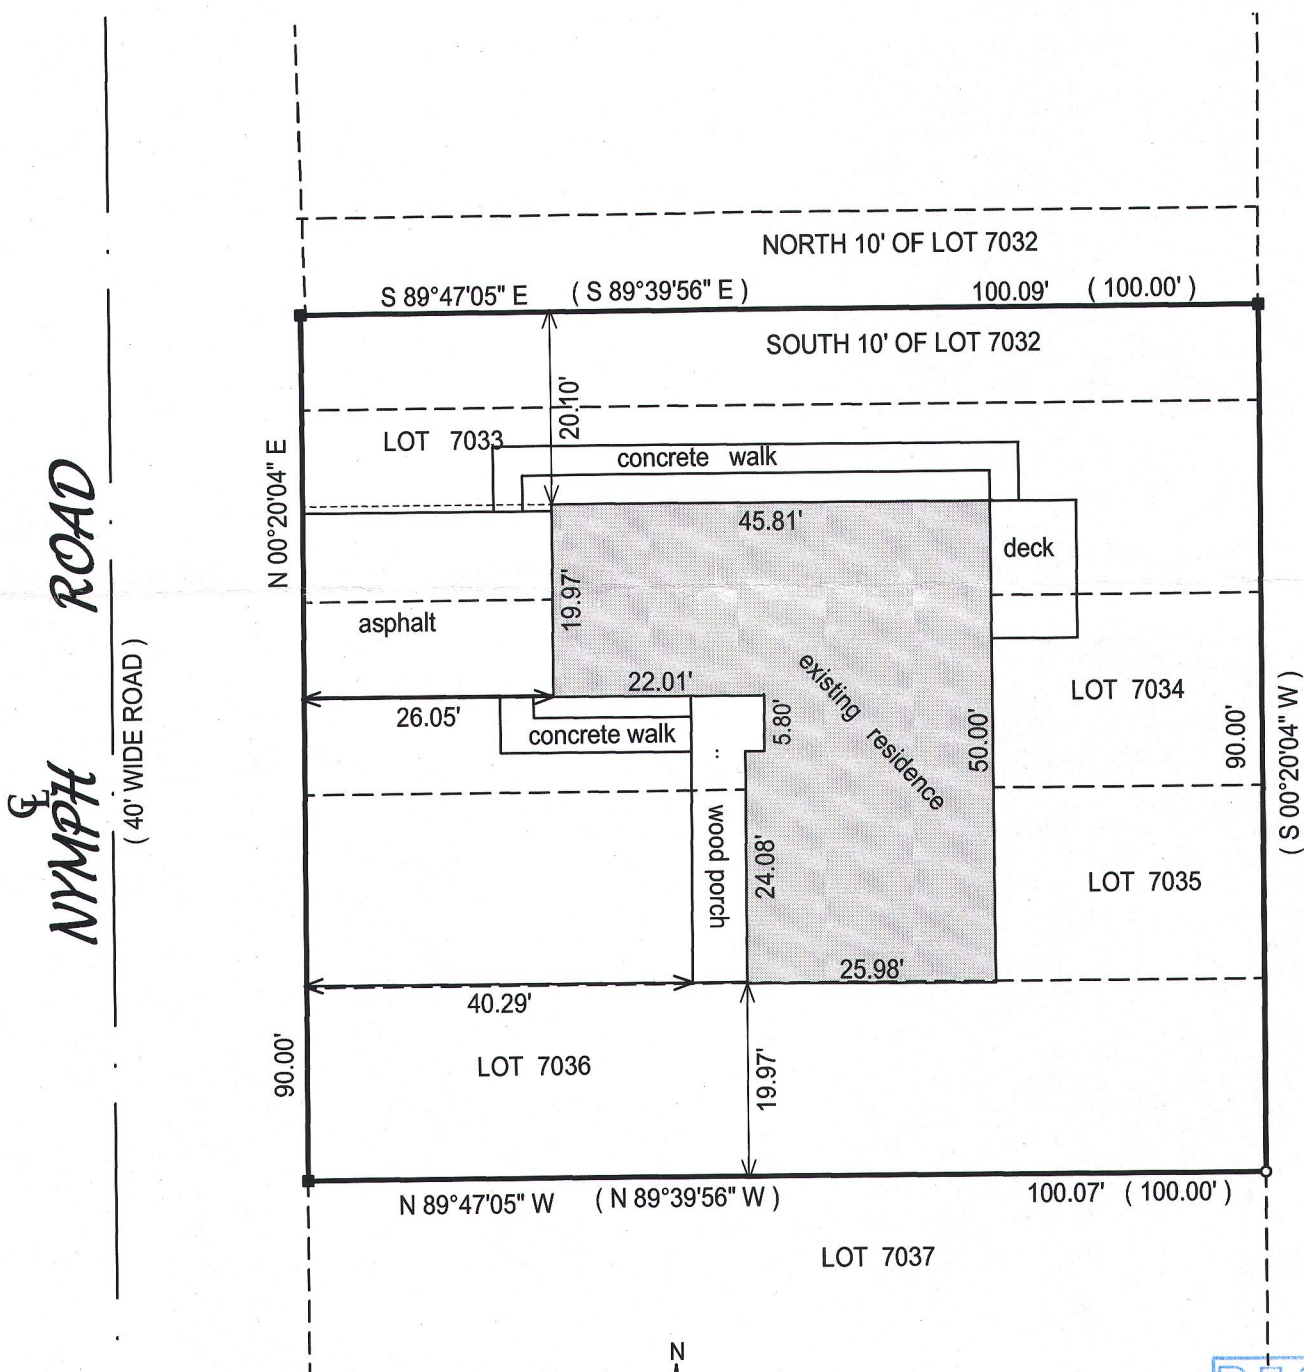 NORTH 10' OF LOT 7032
S 89°47'05" E ( S 89°39'56" E ) 100.09' ( 100.00' )
SOUTH 10' OF LOT 7032
20.10'
LOT 7033
concrete walk
N 00°20'04" E
45.81'
deck
19.97'
asphalt
existing residence
22.01'
LOT 7034
26.05'
concrete walk
5.80'
50.00'
90.00'
( S 00°20'04" W )
℄
NYMPH ROAD
( 40' WIDE ROAD )
wood porch
24.08'
LOT 7035
25.98'
40.29'
90.00'
LOT 7036
19.97'
N 89°47'05" W ( N 89°39'56" W ) 100.07' ( 100.00' )
LOT 7037
N